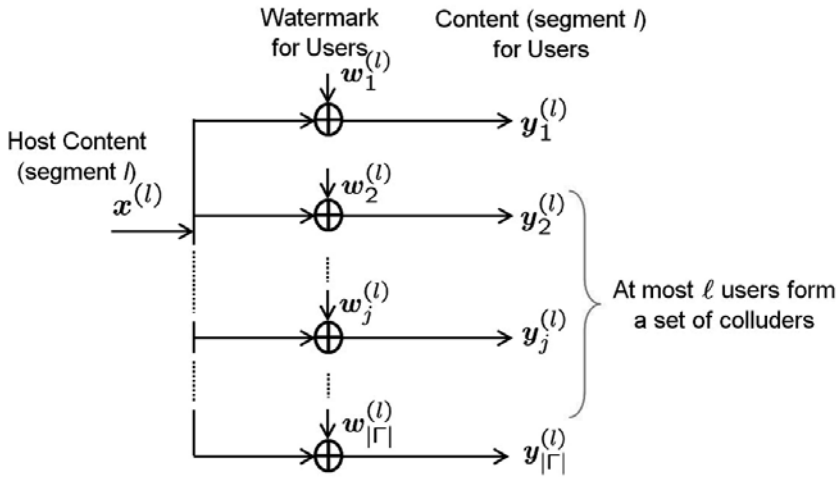 Watermark
for Users
Content (segment l)
for Users
Host Content
(segment l)
x^(l)
w_1^(l)
y_1^(l)
w_2^(l)
y_2^(l)
w_j^(l)
y_j^(l)
At most ℓ users form
a set of colluders
w_|Γ|^(l)
y_|Γ|^(l)